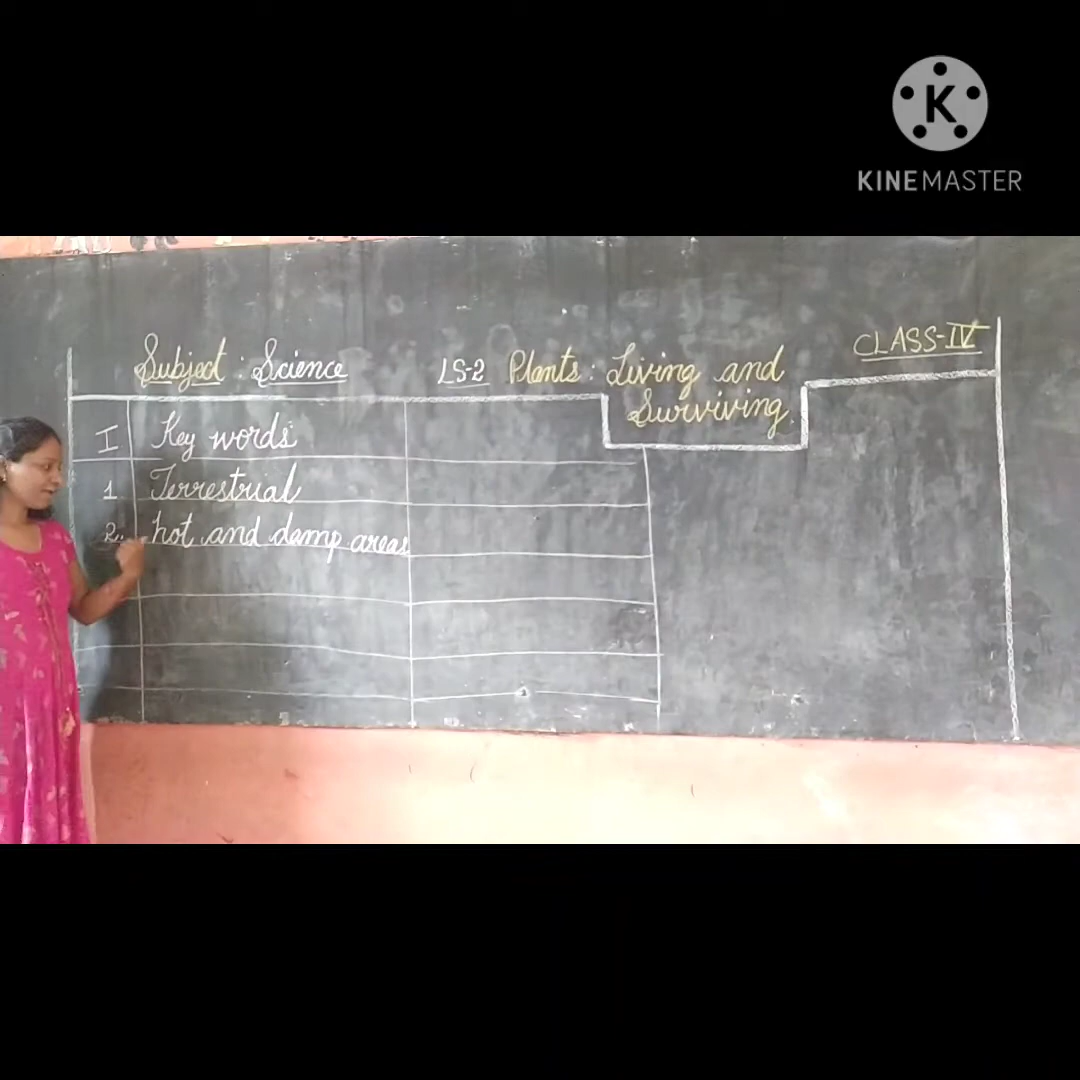 K
KINEMASTER
CLASS-IV
Subject : Science LS-2 Plants : Living and
Surviving.
I Key words:
1. Terrestrial
2. hot and damp areas